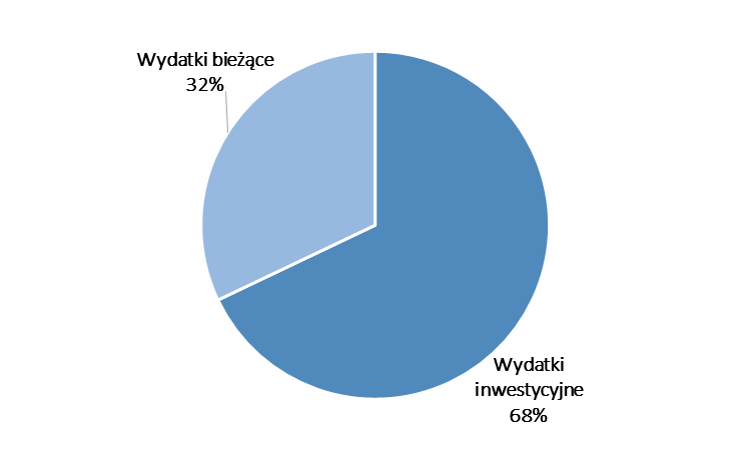 Wydatki bieżące
32%
Wydatki
inwestycyjne
68%